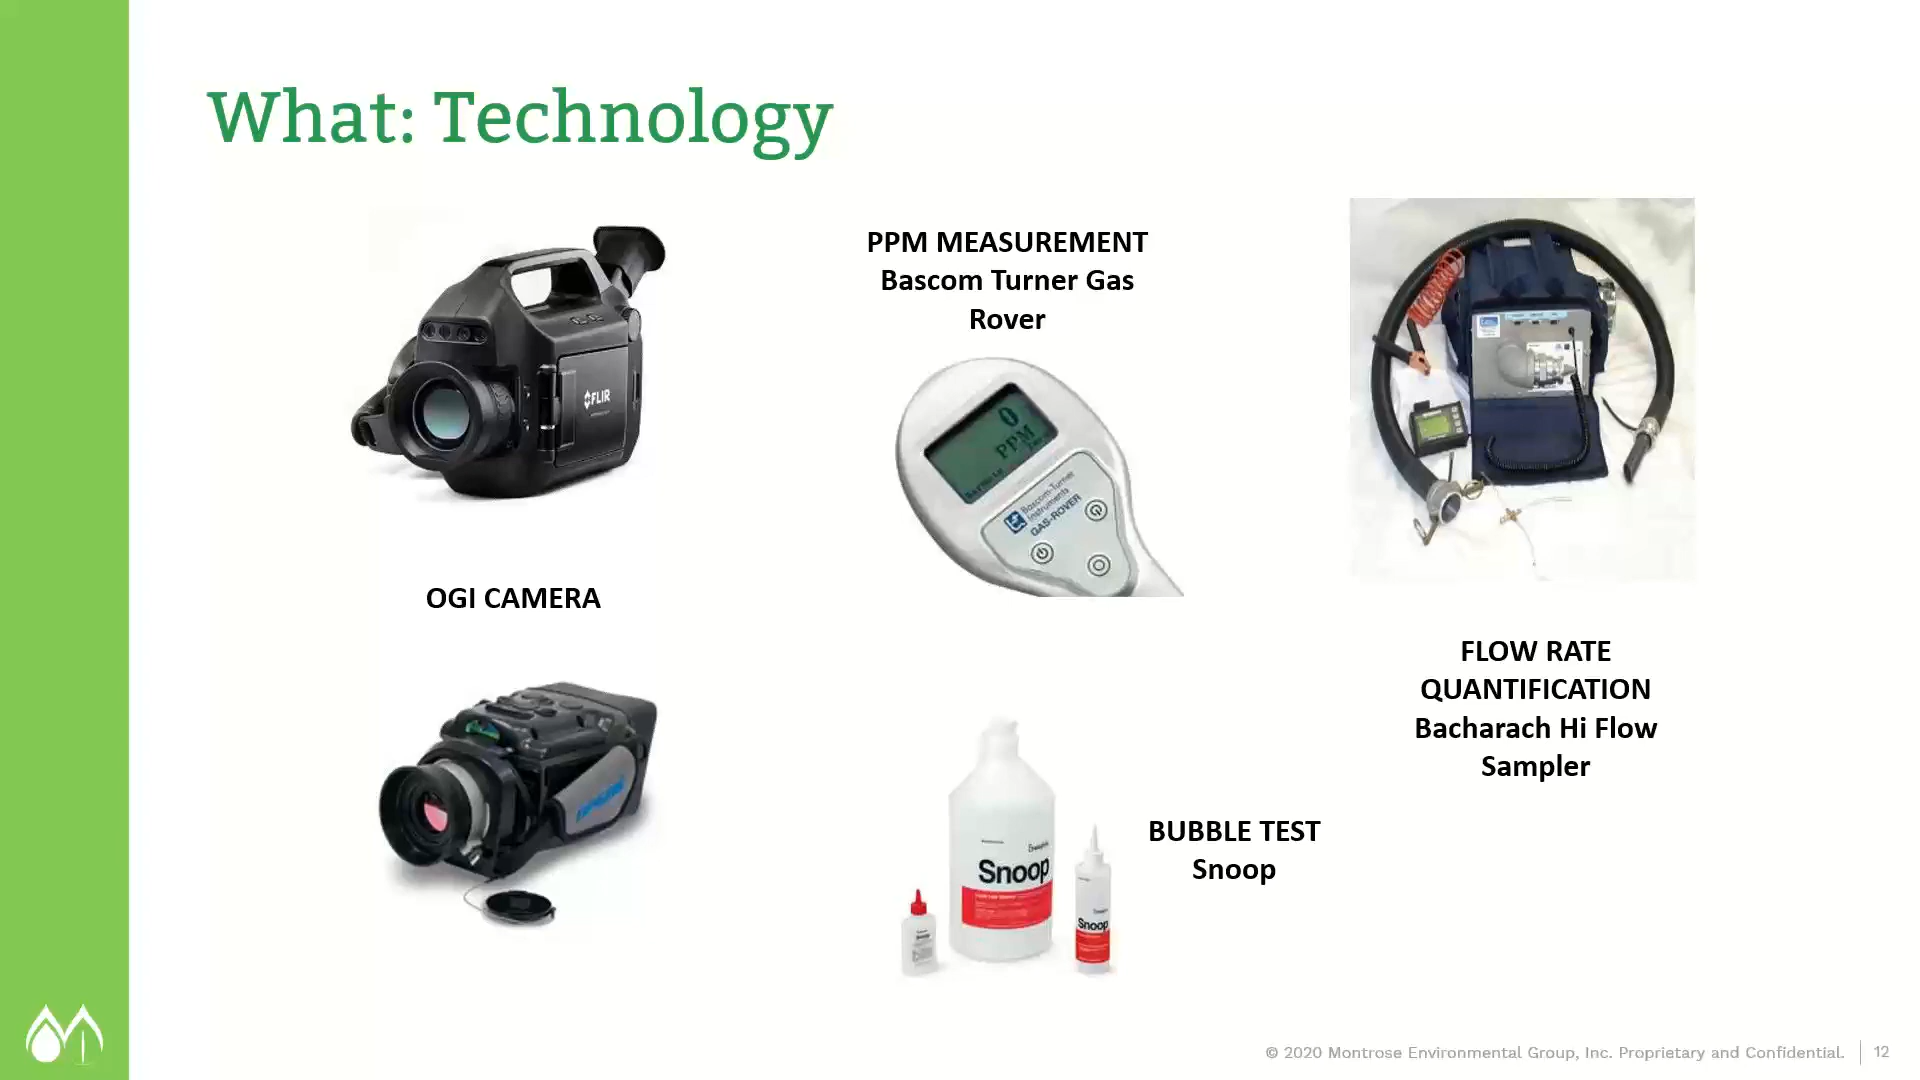 What: Technology
PPM MEASUREMENT
Bascom Turner Gas
Rover
FLIR
0
PPM
Bascom-Turner
Instruments
GAS-ROVER
OGI CAMERA
FLOW RATE
QUANTIFICATION
Bacharach Hi Flow
Sampler
Snoop
Snoop
Snoop
BUBBLE TEST
Snoop
© 2020 Montrose Environmental Group, Inc. Proprietary and Confidential.
12